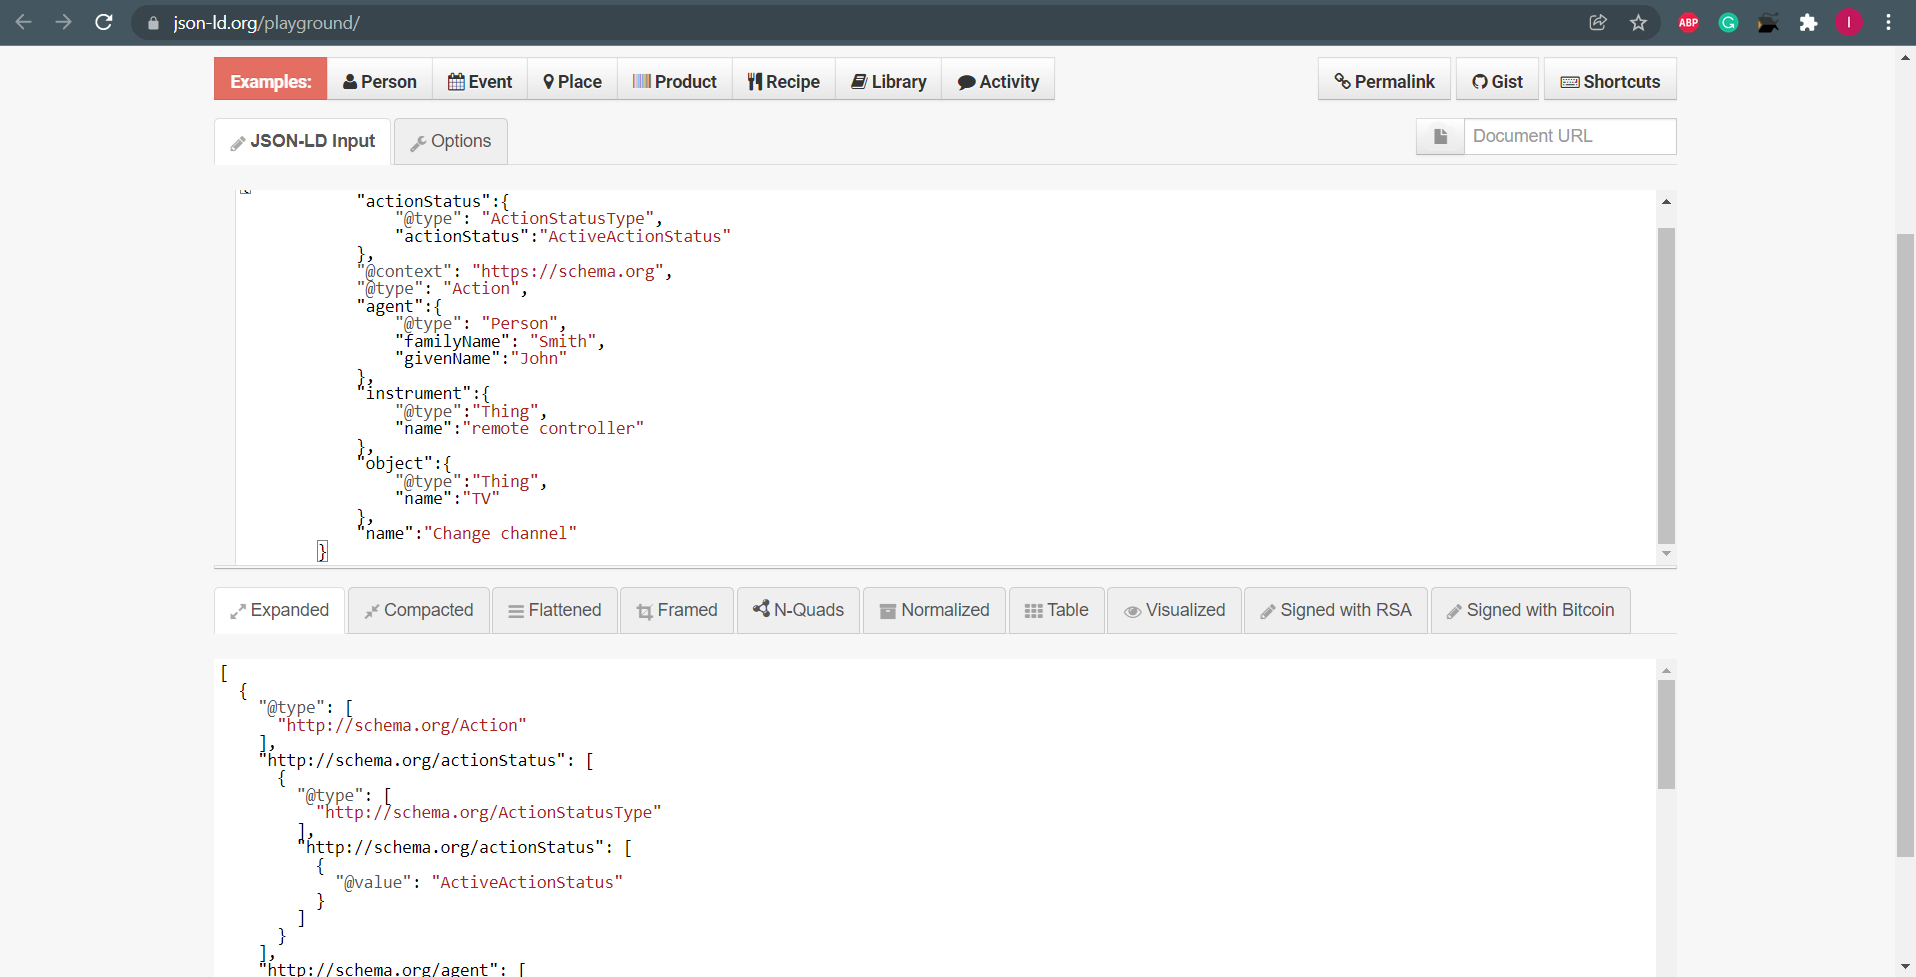 json-ld.org/playground/
ABP
G
I
Examples:
Person
Event
Place
Product
Recipe
Library
Activity
Permalink
Gist
Shortcuts
JSON-LD Input
Options
Document URL
"actionStatus":{
"@type": "ActionStatusType",
"actionStatus":"ActiveActionStatus"
},
"@context": "https://schema.org",
"@type": "Action",
"agent":{
"@type": "Person",
"familyName": "Smith",
"givenName":"John"
},
"instrument":{
"@type":"Thing",
"name":"remote controller"
},
"object":{
"@type":"Thing",
"name":"TV"
},
"name":"Change channel"
}
Expanded
Compacted
Flattened
Framed
N-Quads
Normalized
Table
Visualized
Signed with RSA
Signed with Bitcoin
[
{
"@type": [
"http://schema.org/Action"
],
"http://schema.org/actionStatus": [
{
"@type": [
"http://schema.org/ActionStatusType"
],
"http://schema.org/actionStatus": [
{
"@value": "ActiveActionStatus"
}
]
}
],
"http://schema.org/agent": [